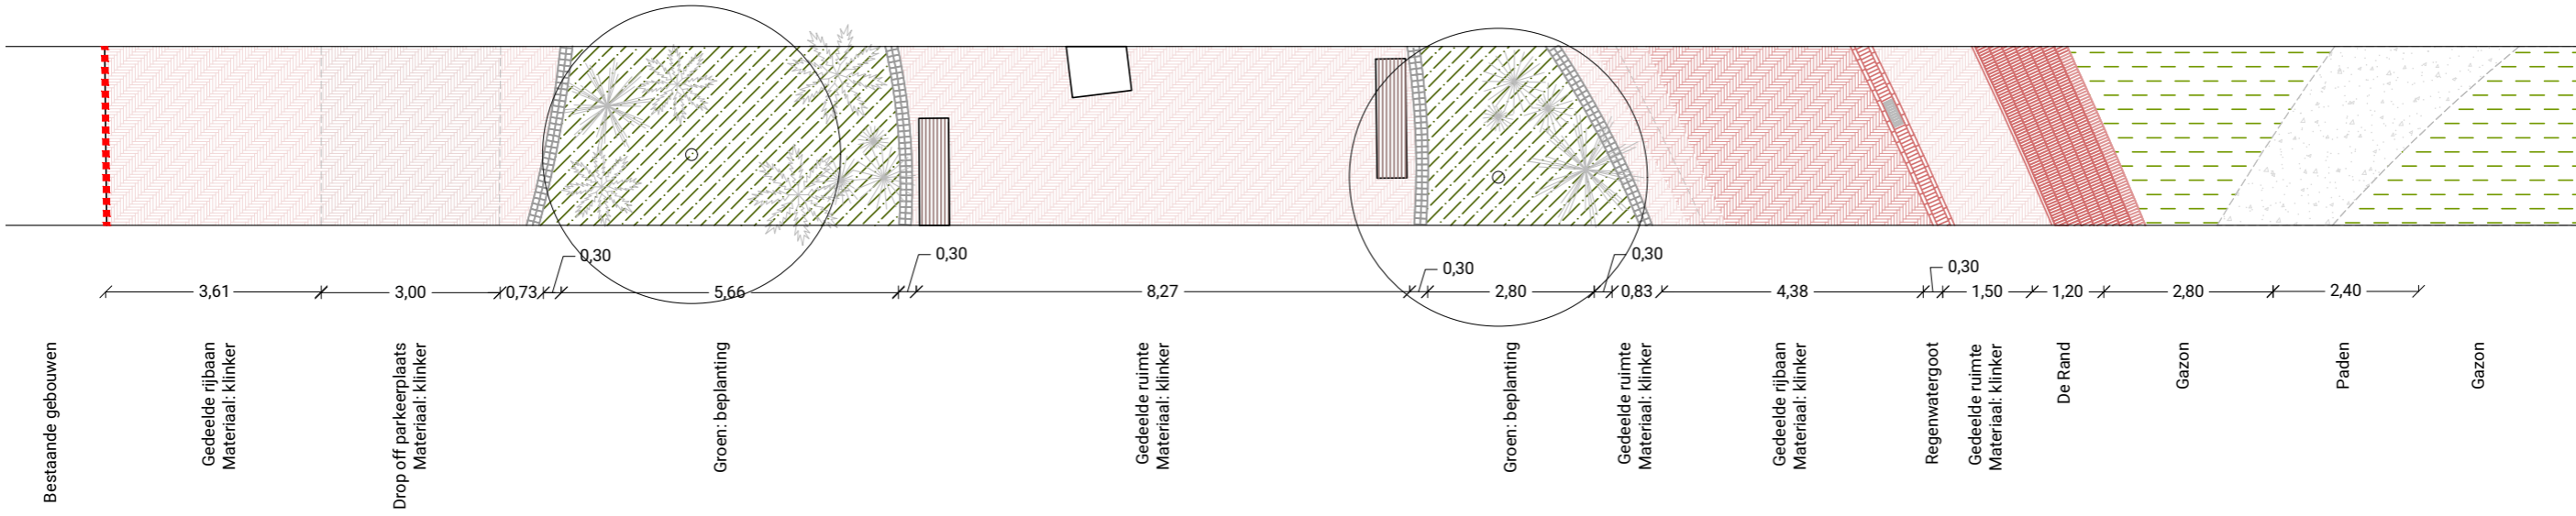 0,30
0,30
0,30
0,30
0,30
3,61
3,00
0,73
5,66
8,27
2,80
0,83
4,38
1,50
1,20
2,80
2,40
Bestaande gebouwen
Gedeelde rijbaan
Materiaal: klinker
Drop off parkeerplaats
Materiaal: klinker
Groen: beplanting
Gedeelde ruimte
Materiaal: klinker
Groen: beplanting
Gedeelde ruimte
Materiaal: klinker
Gedeelde rijbaan
Materiaal: klinker
Regenwatergoot
Gedeelde ruimte
Materiaal: klinker
De Rand
Gazon
Paden
Gazon